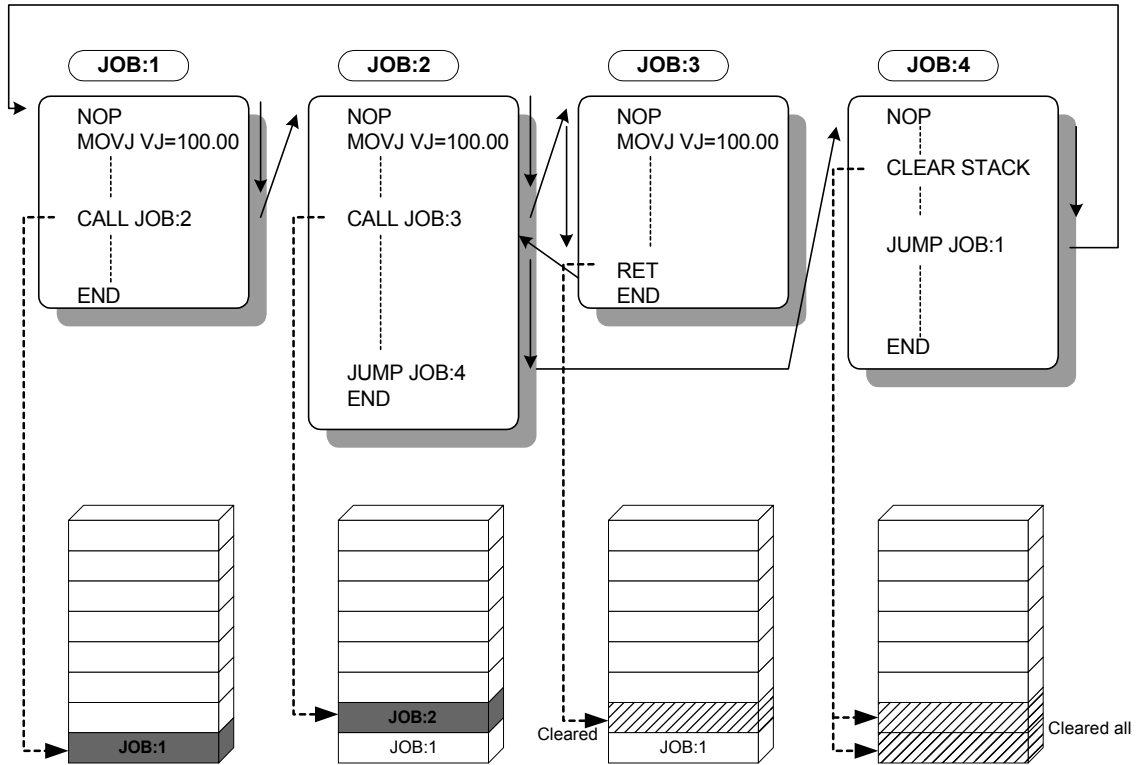 JOB:1
NOP
MOVJ VJ=100.00
CALL JOB:2
END
JOB:2
NOP
MOVJ VJ=100.00
CALL JOB:3
JUMP JOB:4
END
JOB:3
NOP
MOVJ VJ=100.00
RET
END
JOB:4
NOP
CLEAR STACK
JUMP JOB:1
END
JOB:1
JOB:2
JOB:1
Cleared
JOB:1
Cleared all